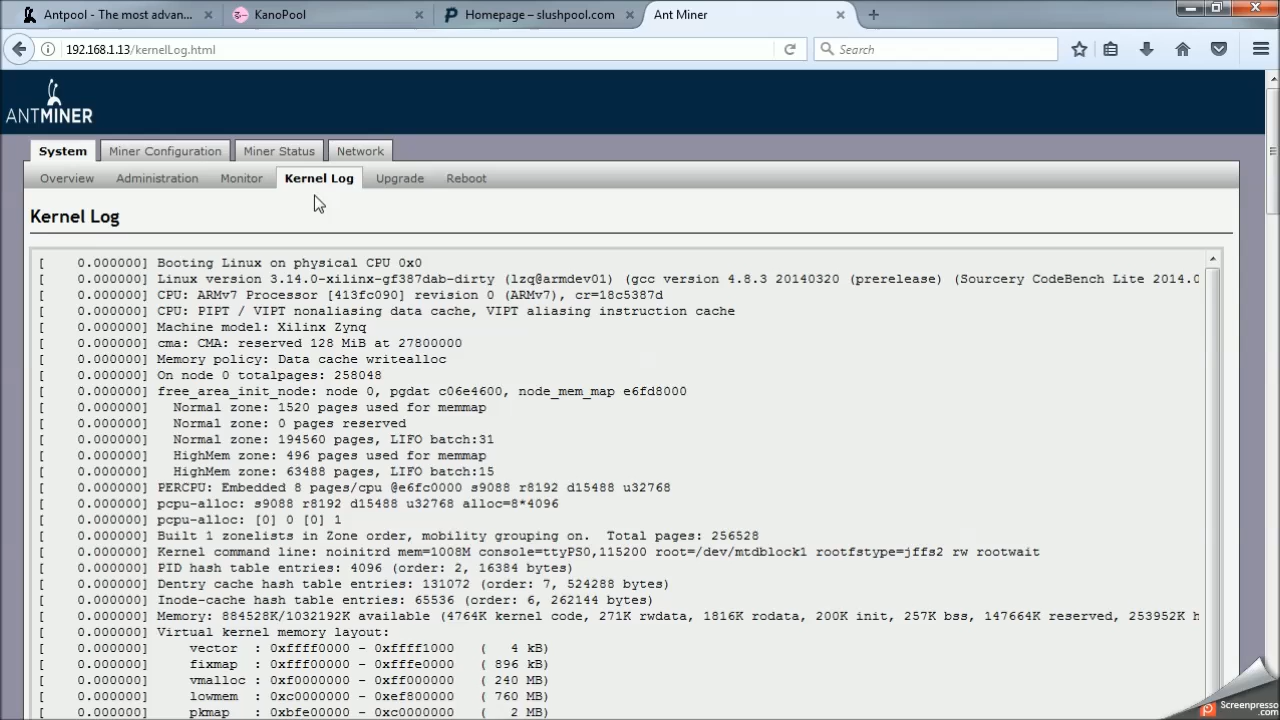 Antpool - The most advan...
KanoPool
Homepage – slushpool.com
Ant Miner
192.168.1.13/kernelLog.html
Search
ANTMINER
System
Miner Configuration
Miner Status
Network
Overview
Administration
Monitor
Kernel Log
Upgrade
Reboot
Kernel Log
[    0.000000] Booting Linux on physical CPU 0x0
[    0.000000] Linux version 3.14.0-xilinx-gf387dab-dirty (lzq@armdev01) (gcc version 4.8.3 20140320 (prerelease) (Sourcery CodeBench Lite 2014.0
[    0.000000] CPU: ARMv7 Processor [413fc090] revision 0 (ARMv7), cr=18c5387d
[    0.000000] CPU: PIPT / VIPT nonaliasing data cache, VIPT aliasing instruction cache
[    0.000000] Machine model: Xilinx Zynq
[    0.000000] cma: CMA: reserved 128 MiB at 27800000
[    0.000000] Memory policy: Data cache writealloc
[    0.000000] On node 0 totalpages: 258048
[    0.000000] free_area_init_node: node 0, pgdat c06e4600, node_mem_map e6fd8000
[    0.000000]   Normal zone: 1520 pages used for memmap
[    0.000000]   Normal zone: 0 pages reserved
[    0.000000]   Normal zone: 194560 pages, LIFO batch:31
[    0.000000]   HighMem zone: 496 pages used for memmap
[    0.000000]   HighMem zone: 63488 pages, LIFO batch:15
[    0.000000] PERCPU: Embedded 8 pages/cpu @e6fc0000 s9088 r8192 d15488 u32768
[    0.000000] pcpu-alloc: s9088 r8192 d15488 u32768 alloc=8*4096
[    0.000000] pcpu-alloc: [0] 0 [0] 1
[    0.000000] Built 1 zonelists in Zone order, mobility grouping on.  Total pages: 256528
[    0.000000] Kernel command line: noinitrd mem=1008M console=ttyPS0,115200 root=/dev/mtdblock1 rootfstype=jffs2 rw rootwait
[    0.000000] PID hash table entries: 4096 (order: 2, 16384 bytes)
[    0.000000] Dentry cache hash table entries: 131072 (order: 7, 524288 bytes)
[    0.000000] Inode-cache hash table entries: 65536 (order: 6, 262144 bytes)
[    0.000000] Memory: 884528K/1032192K available (4764K kernel code, 271K rwdata, 1816K rodata, 200K init, 257K bss, 147664K reserved, 253952K h
[    0.000000] Virtual kernel memory layout:
[    0.000000]     vector  : 0xffff0000 - 0xffff1000   (   4 kB)
[    0.000000]     fixmap  : 0xfff00000 - 0xfffe0000   ( 896 kB)
[    0.000000]     vmalloc : 0xf0000000 - 0xff000000   ( 240 MB)
[    0.000000]     lowmem  : 0xc0000000 - 0xef800000   ( 760 MB)
[    0.000000]     pkmap   : 0xbfe00000 - 0xc0000000   (   2 MB)
Screenpresso
.com